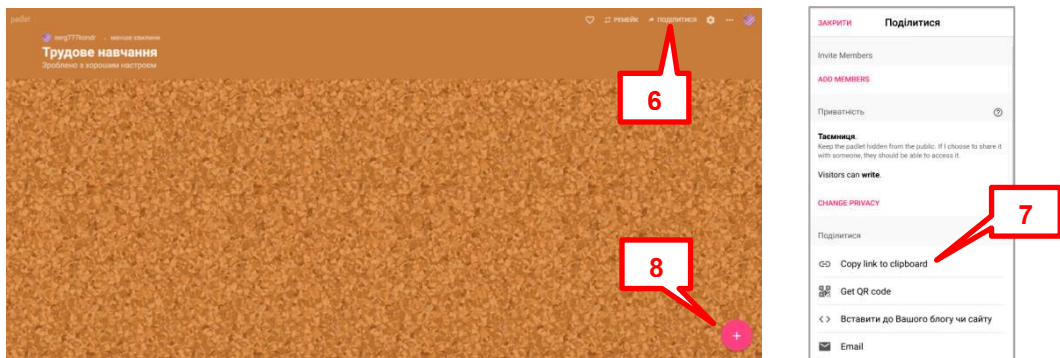 padlet
РЕМЕЙК ПОДІЛИТИСЯ
serg777kondr менше хвилини
Трудове навчання
Зроблено з хорошим настроєм
6
8
ЗАКРИТИ Поділитися
Invite Members
ADD MEMBERS
Приватність
Таємниця.
Keep the padlet hidden from the public. If I choose to share it
with someone, they should be able to access it.
Visitors can write.
CHANGE PRIVACY
7
Поділитися
Copy link to clipboard
Get QR code
Вставити до Вашого блогу чи сайту
Email